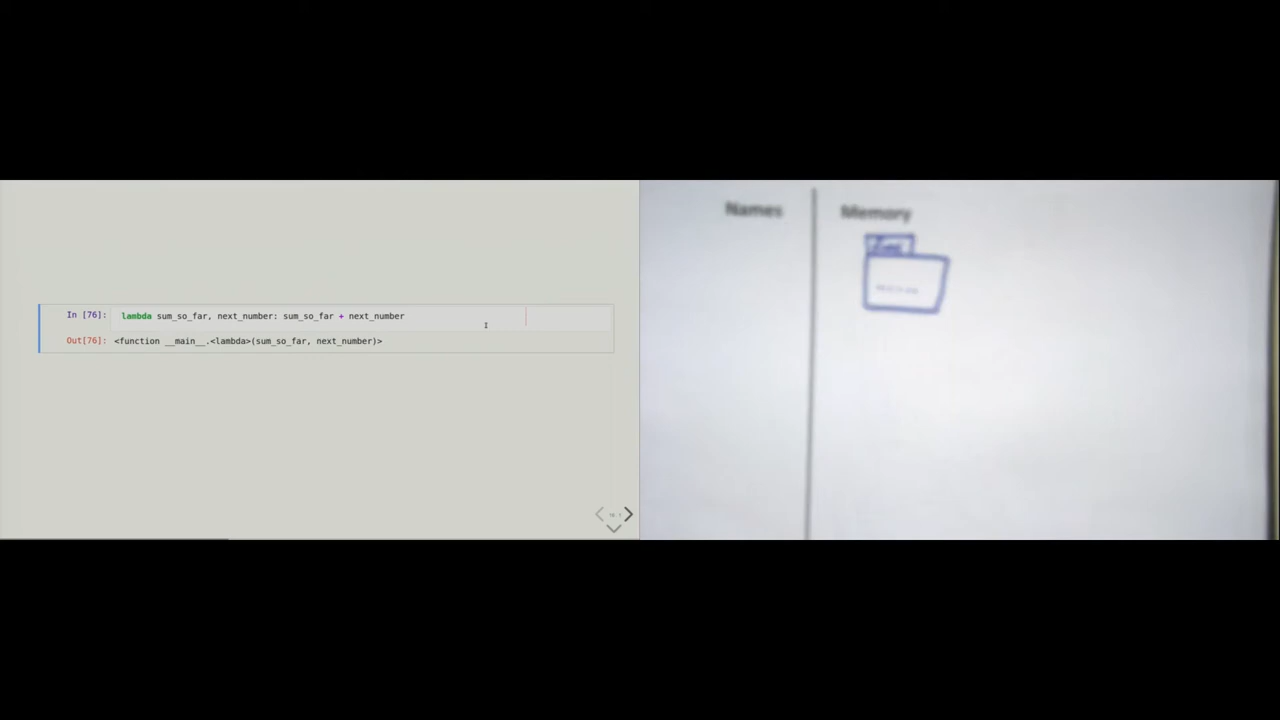 In [76]: lambda sum_so_far, next_number: sum_so_far + next_number
Out[76]: <function __main__.<lambda>(sum_so_far, next_number)>
Names
Memory